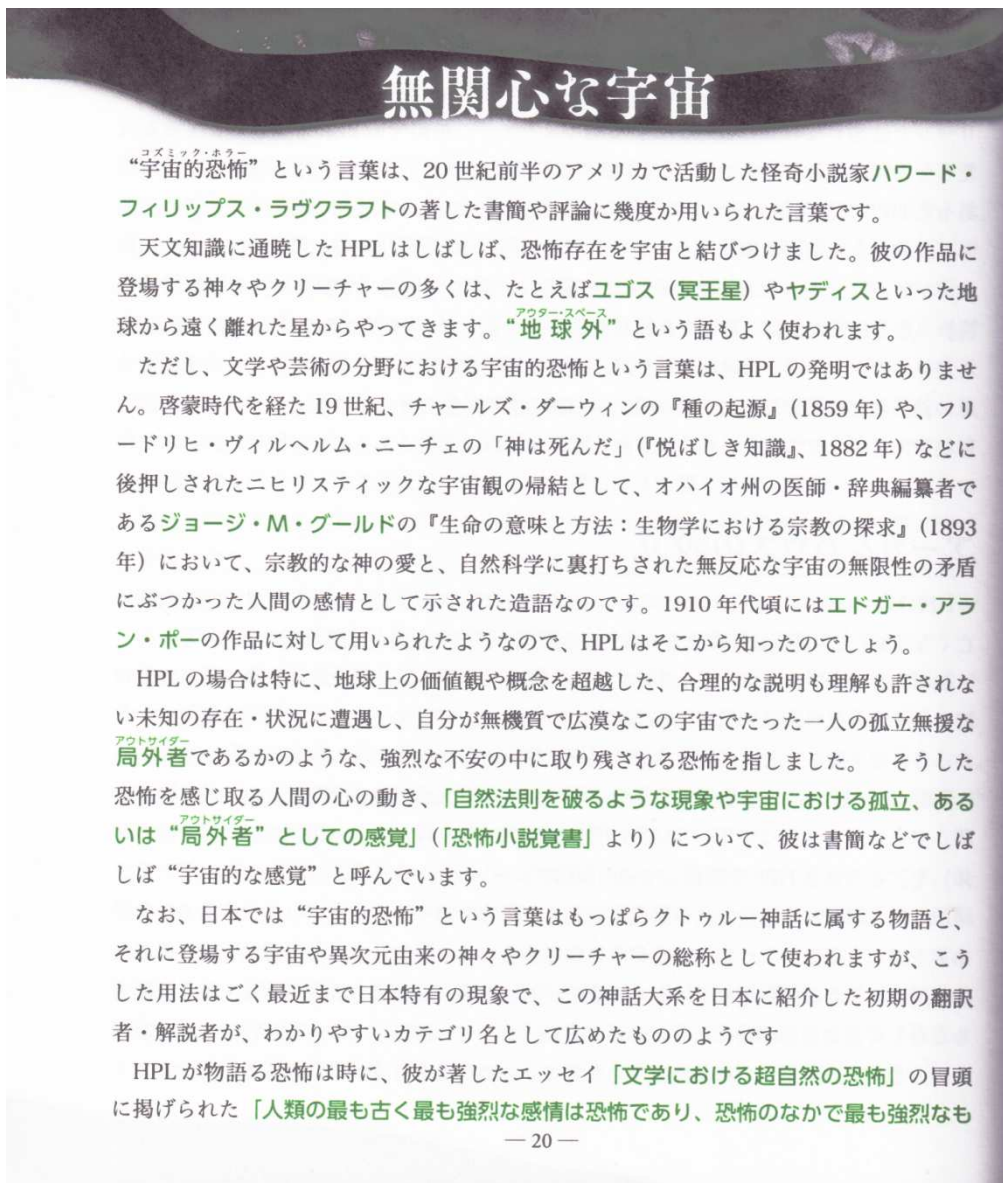 無関心な宇宙
コズミック・ホラー
“宇宙的恐怖”という言葉は、20世紀前半のアメリカで活動した怪奇小説家ハワード・
フィリップス・ラヴクラフトの著した書簡や評論に幾度か用いられた言葉です。
天文知識に通暁したHPLはしばしば、恐怖存在を宇宙と結びつけました。彼の作品に
登場する神々やクリーチャーの多くは、たとえばユゴス（冥王星）やヤディスといった地
アウター・スペース
球から遠く離れた星からやってきます。“地球外”という語もよく使われます。
ただし、文学や芸術の分野における宇宙的恐怖という言葉は、HPLの発明ではありませ
ん。啓蒙時代を経た19世紀、チャールズ・ダーウィンの『種の起源』（1859年）や、フリ
ードリヒ・ヴィルヘルム・ニーチェの「神は死んだ」（『悦ばしき知識』、1882年）などに
後押しされたニヒリスティックな宇宙観の帰結として、オハイオ州の医師・辞典編纂者で
あるジョージ・M・グールドの『生命の意味と方法：生物学における宗教の探求』（1893
年）において、宗教的な神の愛と、自然科学に裏打ちされた無反応な宇宙の無限性の矛盾
にぶつかった人間の感情として示された造語なのです。1910年代頃にはエドガー・アラ
ン・ポーの作品に対して用いられたようなので、HPLはそこから知ったのでしょう。
HPLの場合は特に、地球上の価値観や概念を超越した、合理的な説明も理解も許されな
い未知の存在・状況に遭遇し、自分が無機質で広漠なこの宇宙でたった一人の孤立無援な
アウトサイダー
局外者であるかのような、強烈な不安の中に取り残される恐怖を指しました。　そうした
恐怖を感じ取る人間の心の動き、「自然法則を破るような現象や宇宙における孤立、ある
アウトサイダー
いは“局外者”としての感覚」（「恐怖小説覚書」より）について、彼は書簡などでしば
しば“宇宙的な感覚”と呼んでいます。
なお、日本では“宇宙的恐怖”という言葉はもっぱらクトゥルー神話に属する物語と、
それに登場する宇宙や異次元由来の神々やクリーチャーの総称として使われますが、こう
した用法はごく最近まで日本特有の現象で、この神話大系を日本に紹介した初期の翻訳
者・解説者が、わかりやすいカテゴリ名として広めたもののようです
HPLが物語る恐怖は時に、彼が著したエッセイ「文学における超自然の恐怖」の冒頭
に掲げられた「人類の最も古く最も強烈な感情は恐怖であり、恐怖のなかで最も強烈なも
— 20 —